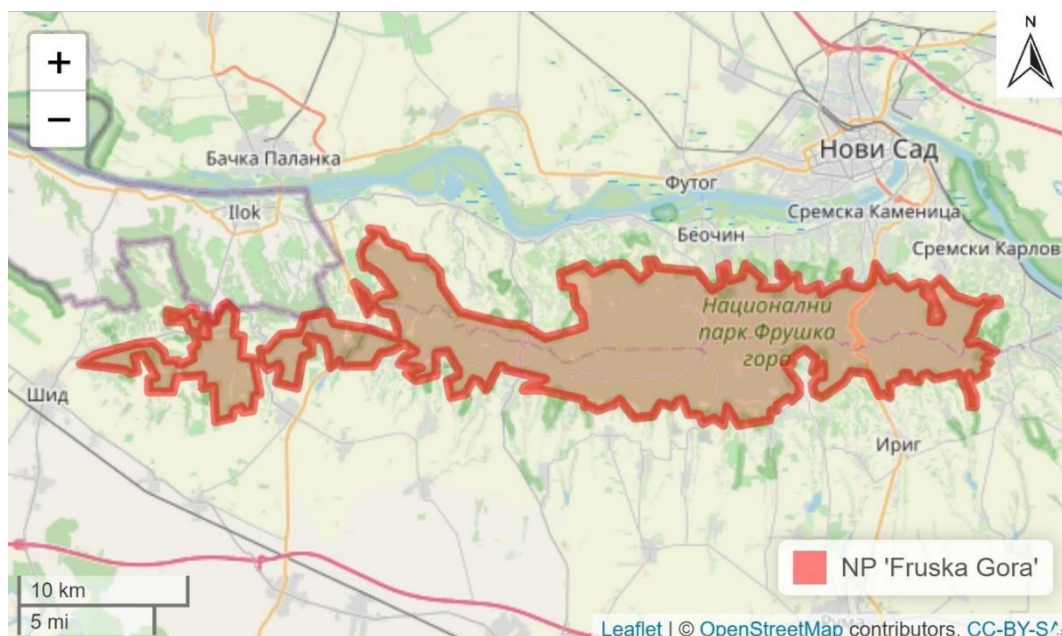 N
+
−
Бачка Паланка
Нови Сад
Футог
Ilok
Сремска Каменица
Беочин
Сремски Карлов
Национални
парк Фрушка
гора
Шид
Ириг
NP 'Fruska Gora'
10 km
5 mi
Leaflet | © OpenStreetMap contributors, CC-BY-SA